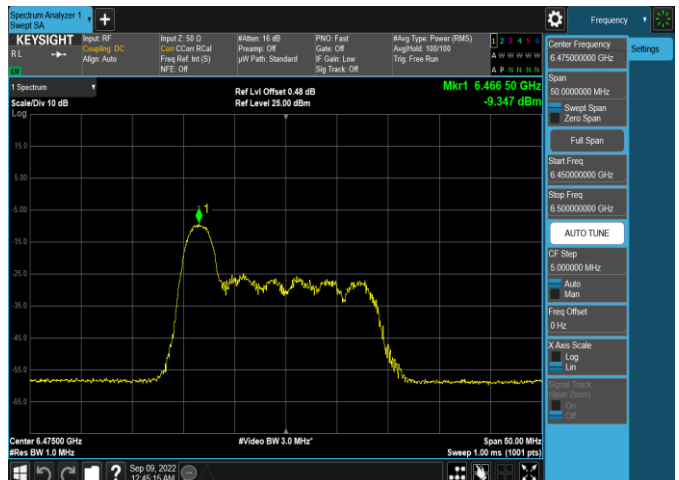 Spectrum Analyzer 1
Swept SA
+
Frequency
KEYSIGHT
RL
Input: RF
Coupling: DC
Align: Auto
Input Z: 50 Ω
Corr CCorr RCal
Freq Ref: Int (S)
NFE: Off
#Atten: 16 dB
Preamp: Off
µW Path: Standard
PNO: Fast
Gate: Off
IF Gain: Low
Sig Track: Off
#Avg Type: Power (RMS)
Avg|Hold: 100/100
Trig: Free Run
1 2 3 4 5 6
A W W W W W
A P N N N N
1 Spectrum
Scale/Div 10 dB
Log
Ref Lvl Offset 0.48 dB
Ref Level 25.00 dBm
Mkr1 6.466 50 GHz
-9.347 dBm
15.0
5.00
-5.00
-15.0
-25.0
-35.0
-45.0
-55.0
-65.0
1
Center 6.47500 GHz
#Res BW 1.0 MHz
#Video BW 3.0 MHz*
Span 50.00 MHz
Sweep 1.00 ms (1001 pts)
?
Sep 09, 2022
12:45:15 AM
Center Frequency
6.475000000 GHz
Settings
Span
50.0000000 MHz
Swept Span
Zero Span
Full Span
Start Freq
6.450000000 GHz
Stop Freq
6.500000000 GHz
AUTO TUNE
CF Step
5.000000 MHz
Auto
Man
Freq Offset
0 Hz
X Axis Scale
Log
Lin
Signal Track
(Span Zoom)
On
Off